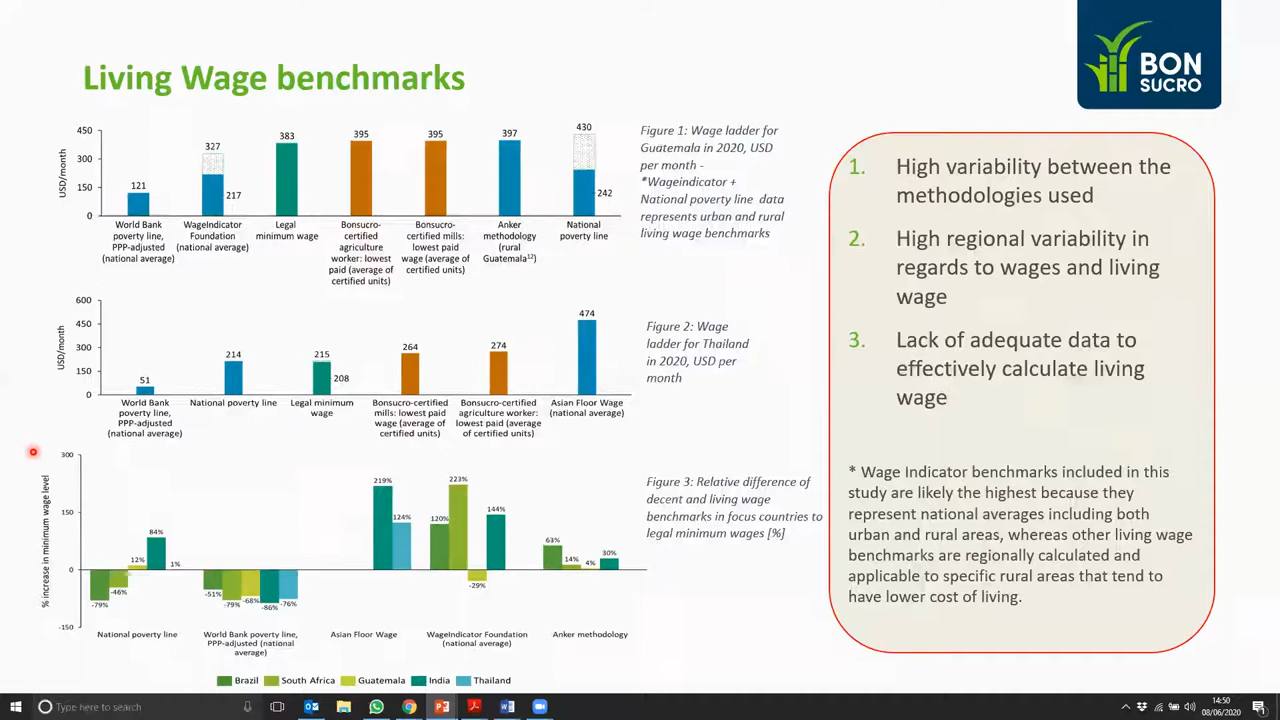 BON
SUCRO
Living Wage benchmarks
USD/month
450
300
150
0
121
327
217
383
395
395
397
430
242
World Bank
poverty line,
PPP-adjusted
(national average)
WageIndicator
Foundation
(national average)
Legal
minimum wage
Bonsucro-
certified
agriculture
worker: lowest
paid (average of
certified units)
Bonsucro-
certified mills:
lowest paid
wage (average of
certified units)
Anker
methodology
(rural
Guatemala¹²)
National
poverty line
Figure 1: Wage ladder for
Guatemala in 2020, USD
per month -
*Wageindicator +
National poverty line data
represents urban and rural
living wage benchmarks
USD/month
600
450
300
150
0
51
214
215
208
264
274
474
World Bank
poverty line,
PPP-adjusted
(national average)
National poverty line
Legal minimum
wage
Bonsucro-certified
mills: lowest paid
wage (average of
certified units)
Bonsucro-certified
agriculture worker:
lowest paid (average
of certified units)
Asian Floor Wage
(national average)
Figure 2: Wage
ladder for Thailand
in 2020, USD per
month
% increase in minimum wage level
300
150
0
-150
-79%
-46%
12%
84%
1%
-51%
-79%
-68%
-86%
-76%
219%
124%
120%
223%
-29%
144%
63%
14%
4%
30%
National poverty line
World Bank poverty line,
PPP-adjusted (national
average)
Asian Floor Wage
WageIndicator Foundation
(national average)
Anker methodology
Brazil
South Africa
Guatemala
India
Thailand
Figure 3: Relative difference of
decent and living wage
benchmarks in focus countries to
legal minimum wages [%]
1. High variability between the
methodologies used
2. High regional variability in
regards to wages and living
wage
3. Lack of adequate data to
effectively calculate living
wage
* Wage Indicator benchmarks included in this
study are likely the highest because they
represent national averages including both
urban and rural areas, whereas other living wage
benchmarks are regionally calculated and
applicable to specific rural areas that tend to
have lower cost of living.
Type here to search
14:50
08/06/2020